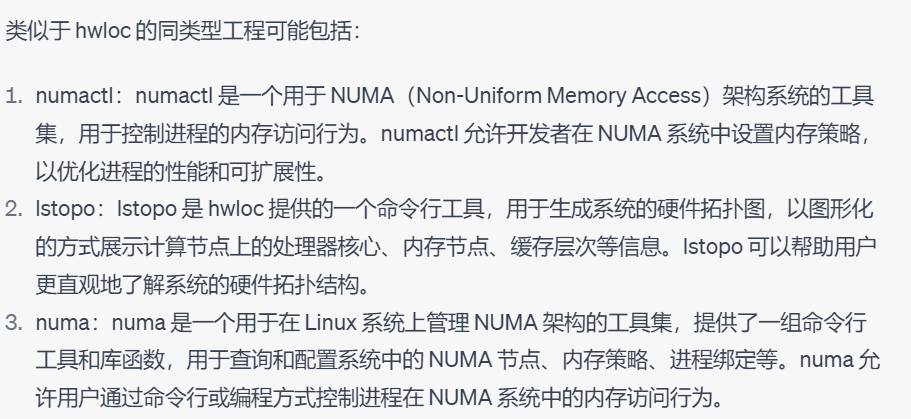 类似于 hwloc 的同类型工程可能包括：
1. numactl：numactl 是一个用于 NUMA（Non-Uniform Memory Access）架构系统的工具
集，用于控制进程的内存访问行为。numactl 允许开发者在 NUMA 系统中设置内存策略，
以优化进程的性能和可扩展性。
2. lstopo：lstopo 是 hwloc 提供的一个命令行工具，用于生成系统的硬件拓扑图，以图形化
的方式展示计算节点上的处理器核心、内存节点、缓存层次等信息。lstopo 可以帮助用户
更直观地了解系统的硬件拓扑结构。
3. numa：numa 是一个用于在 Linux 系统上管理 NUMA 架构的工具集，提供了一组命令行
工具和库函数，用于查询和配置系统中的 NUMA 节点、内存策略、进程绑定等。numa 允
许用户通过命令行或编程方式控制进程在 NUMA 系统中的内存访问行为。